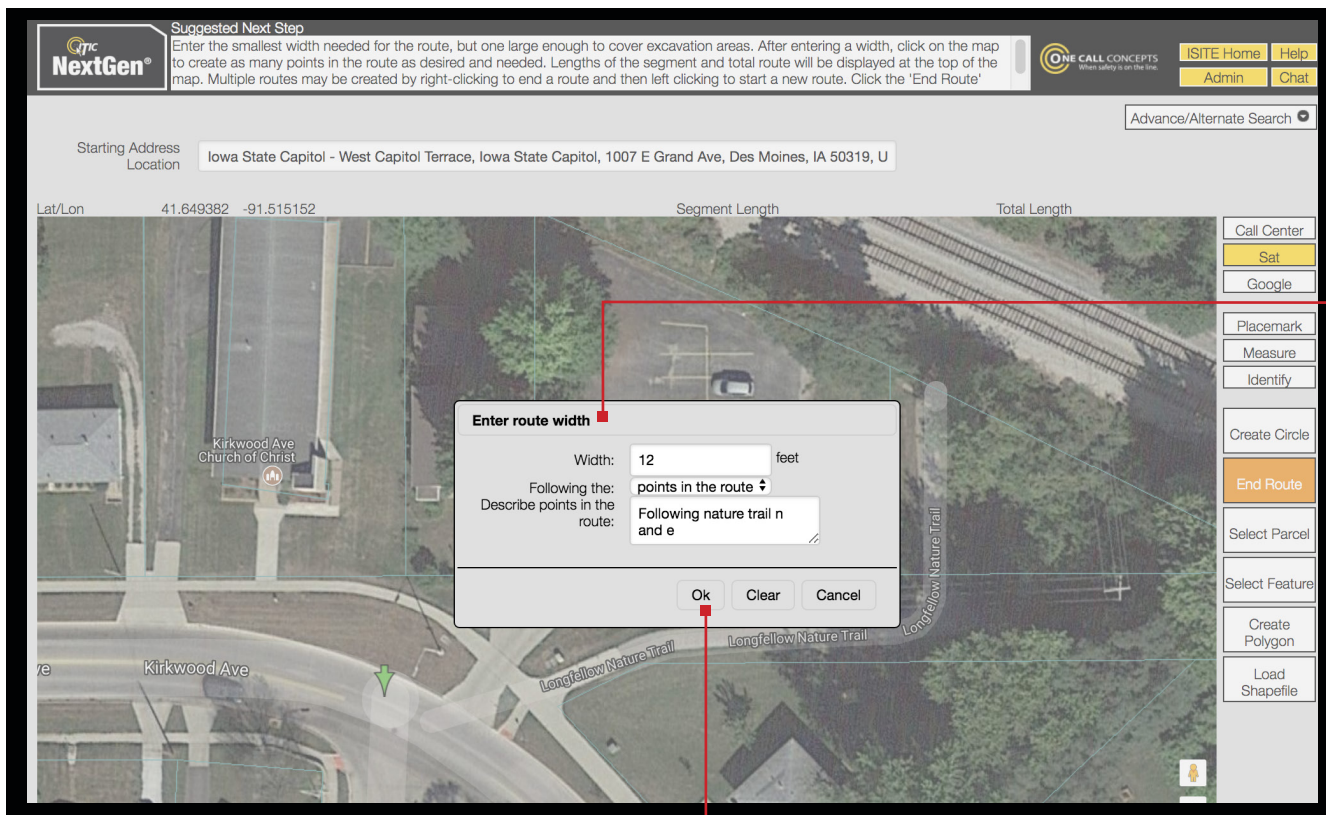 Suggested Next Step
QTIC
NextGen®
Enter the smallest width needed for the route, but one large enough to cover excavation areas. After entering a width, click on the map
to create as many points in the route as desired and needed. Lengths of the segment and total route will be displayed at the top of the
map. Multiple routes may be created by right-clicking to end a route and then left clicking to start a new route. Click the 'End Route'
ONE CALL CONCEPTS
When safety is on the line.
ISITE Home
Help
Admin
Chat
Advance/Alternate Search
Starting Address
Location
Iowa State Capitol - West Capitol Terrace, Iowa State Capitol, 1007 E Grand Ave, Des Moines, IA 50319, U
Lat/Lon 41.649382 -91.515152
Segment Length
Total Length
Call Center
Sat
Google
Placemark
Measure
Identify
Create Circle
End Route
Select Parcel
Select Feature
Create
Polygon
Load
Shapefile
Kirkwood Ave
Church of Christ
Enter route width
Width: 12 feet
Following the: points in the route
Describe points in the
route:
Following nature trail n
and e
Ok
Clear
Cancel
Longfellow Nature Trail
Longfellow Nature Trail
Longfellow Nature Trail
ve
Kirkwood Ave